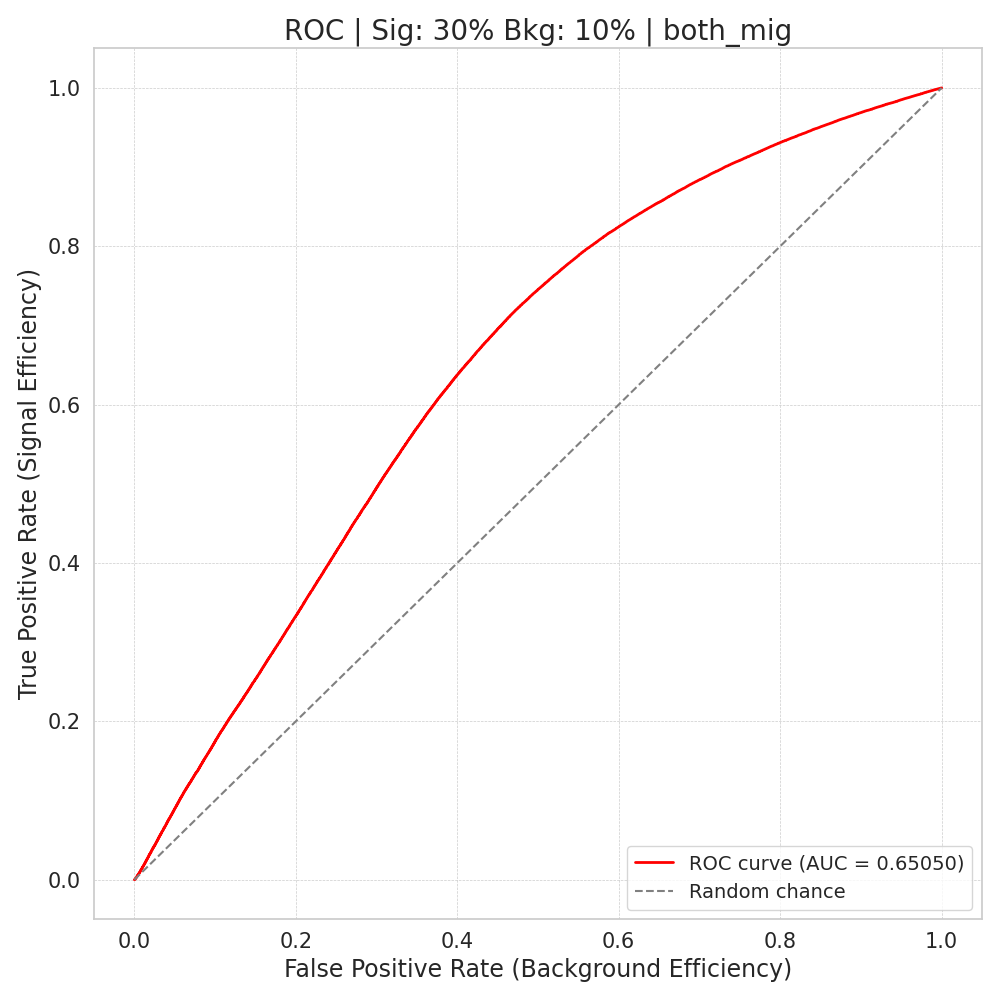 ROC | Sig: 30% Bkg: 10% | both_mig
True Positive Rate (Signal Efficiency)
1.0
0.8
0.6
0.4
0.2
0.0
ROC curve (AUC = 0.65050)
Random chance
0.0 0.2 0.4 0.6 0.8 1.0
False Positive Rate (Background Efficiency)